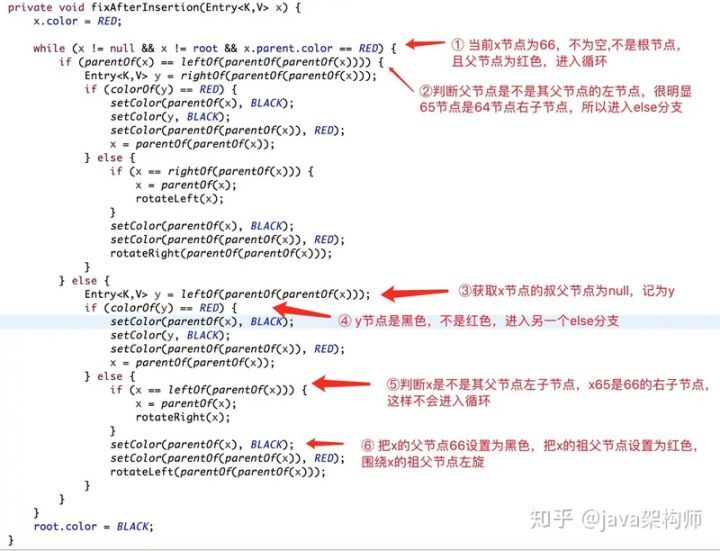 private void fixAfterInsertion(Entry<K,V> x) {
x.color = RED;
while (x != null && x != root && x.parent.color == RED) {
① 当前x节点为66，不为空,不是根节点，
且父节点为红色，进入循环
if (parentOf(x) == leftOf(parentOf(parentOf(x)))) {
Entry<K,V> y = rightOf(parentOf(parentOf(x)));
②判断父节点是不是其父节点的左节点，很明显
65节点是64节点右子节点，所以进入else分支
if (colorOf(y) == RED) {
setColor(parentOf(x), BLACK);
setColor(y, BLACK);
setColor(parentOf(parentOf(x)), RED);
x = parentOf(parentOf(x));
} else {
if (x == rightOf(parentOf(x))) {
x = parentOf(x);
rotateLeft(x);
}
setColor(parentOf(x), BLACK);
setColor(parentOf(parentOf(x)), RED);
rotateRight(parentOf(parentOf(x)));
}
} else {
Entry<K,V> y = leftOf(parentOf(parentOf(x)));
③获取x节点的叔父节点为null，记为y
if (colorOf(y) == RED) {
④ y节点是黑色，不是红色，进入另一个else分支
setColor(parentOf(x), BLACK);
setColor(y, BLACK);
setColor(parentOf(parentOf(x)), RED);
x = parentOf(parentOf(x));
} else {
if (x == leftOf(parentOf(x))) {
⑤判断x是不是其父节点左子节点，x65是66的右子节点，
这样不会进入循环
x = parentOf(x);
rotateRight(x);
}
setColor(parentOf(x), BLACK);
⑥ 把x的父节点66设置为黑色，把x的祖父节点设置为红色，
围绕x的祖父节点左旋
setColor(parentOf(parentOf(x)), RED);
rotateLeft(parentOf(parentOf(x)));
}
}
}
root.color = BLACK;
}
知乎 @java架构师